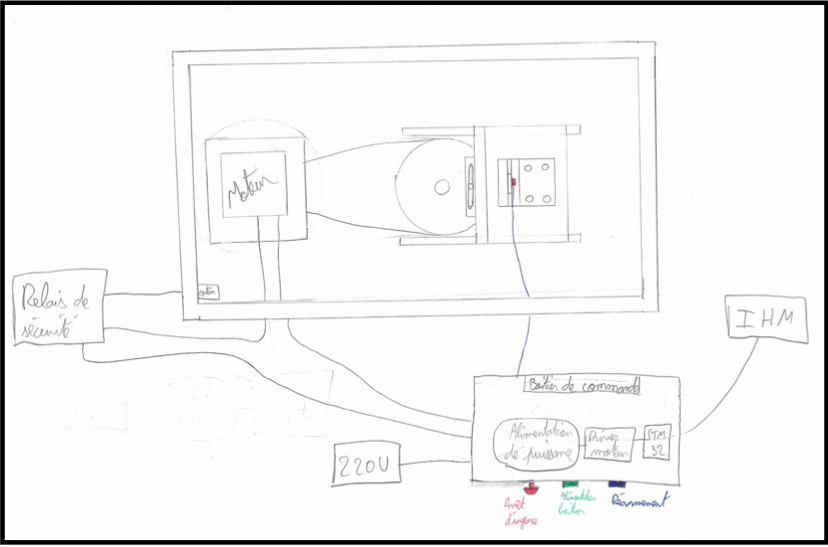 Moteur
Relais de
sécurité
IHM
Boîtier de commande
Alimentation
de puissance
Driver
moteur
STM
32
220V
Arrêt
d'urgence
Réarmement